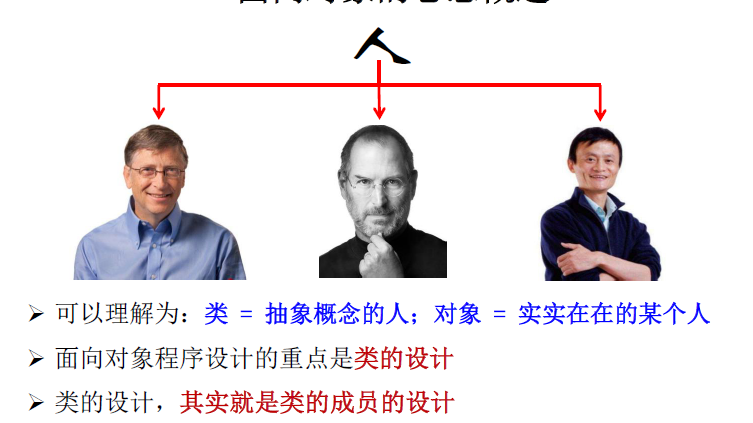 人
可以理解为：类 = 抽象概念的人；对象 = 实实在在的某个人
面向对象程序设计的重点是类的设计
类的设计，其实就是类的成员的设计